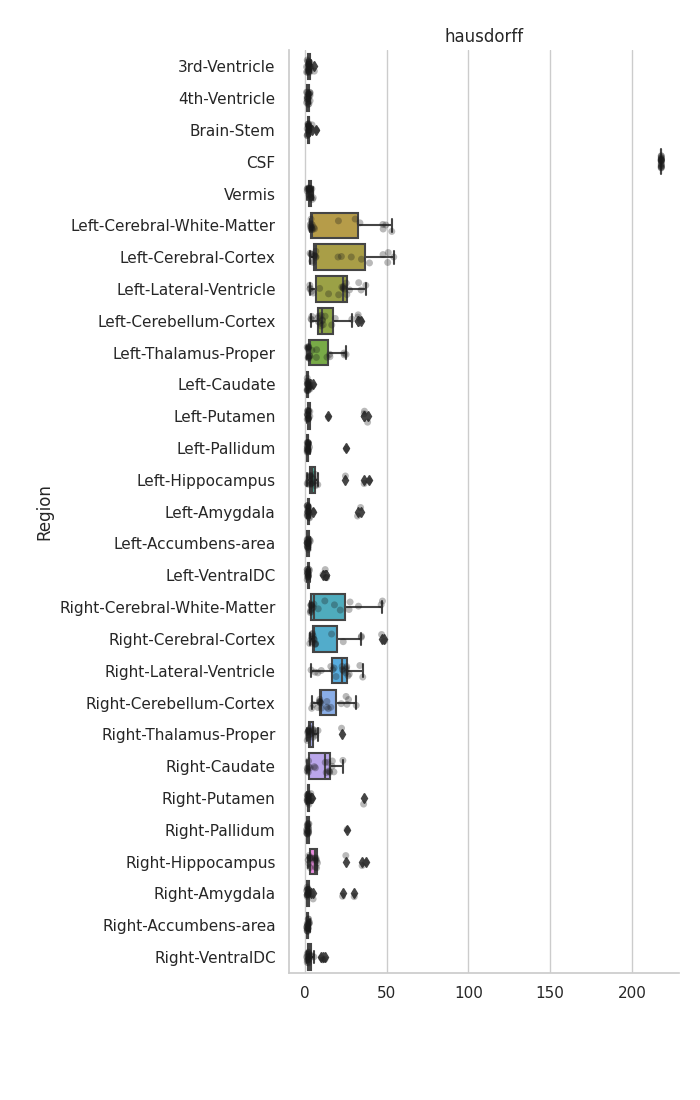 hausdorff
3rd-Ventricle
4th-Ventricle
Brain-Stem
CSF
Vermis
Left-Cerebral-White-Matter
Left-Cerebral-Cortex
Left-Lateral-Ventricle
Left-Cerebellum-Cortex
Left-Thalamus-Proper
Left-Caudate
Left-Putamen
Left-Pallidum
Left-Hippocampus
Left-Amygdala
Left-Accumbens-area
Left-VentralDC
Right-Cerebral-White-Matter
Right-Cerebral-Cortex
Right-Lateral-Ventricle
Right-Cerebellum-Cortex
Right-Thalamus-Proper
Right-Caudate
Right-Putamen
Right-Pallidum
Right-Hippocampus
Right-Amygdala
Right-Accumbens-area
Right-VentralDC
Region
0 50 100 150 200